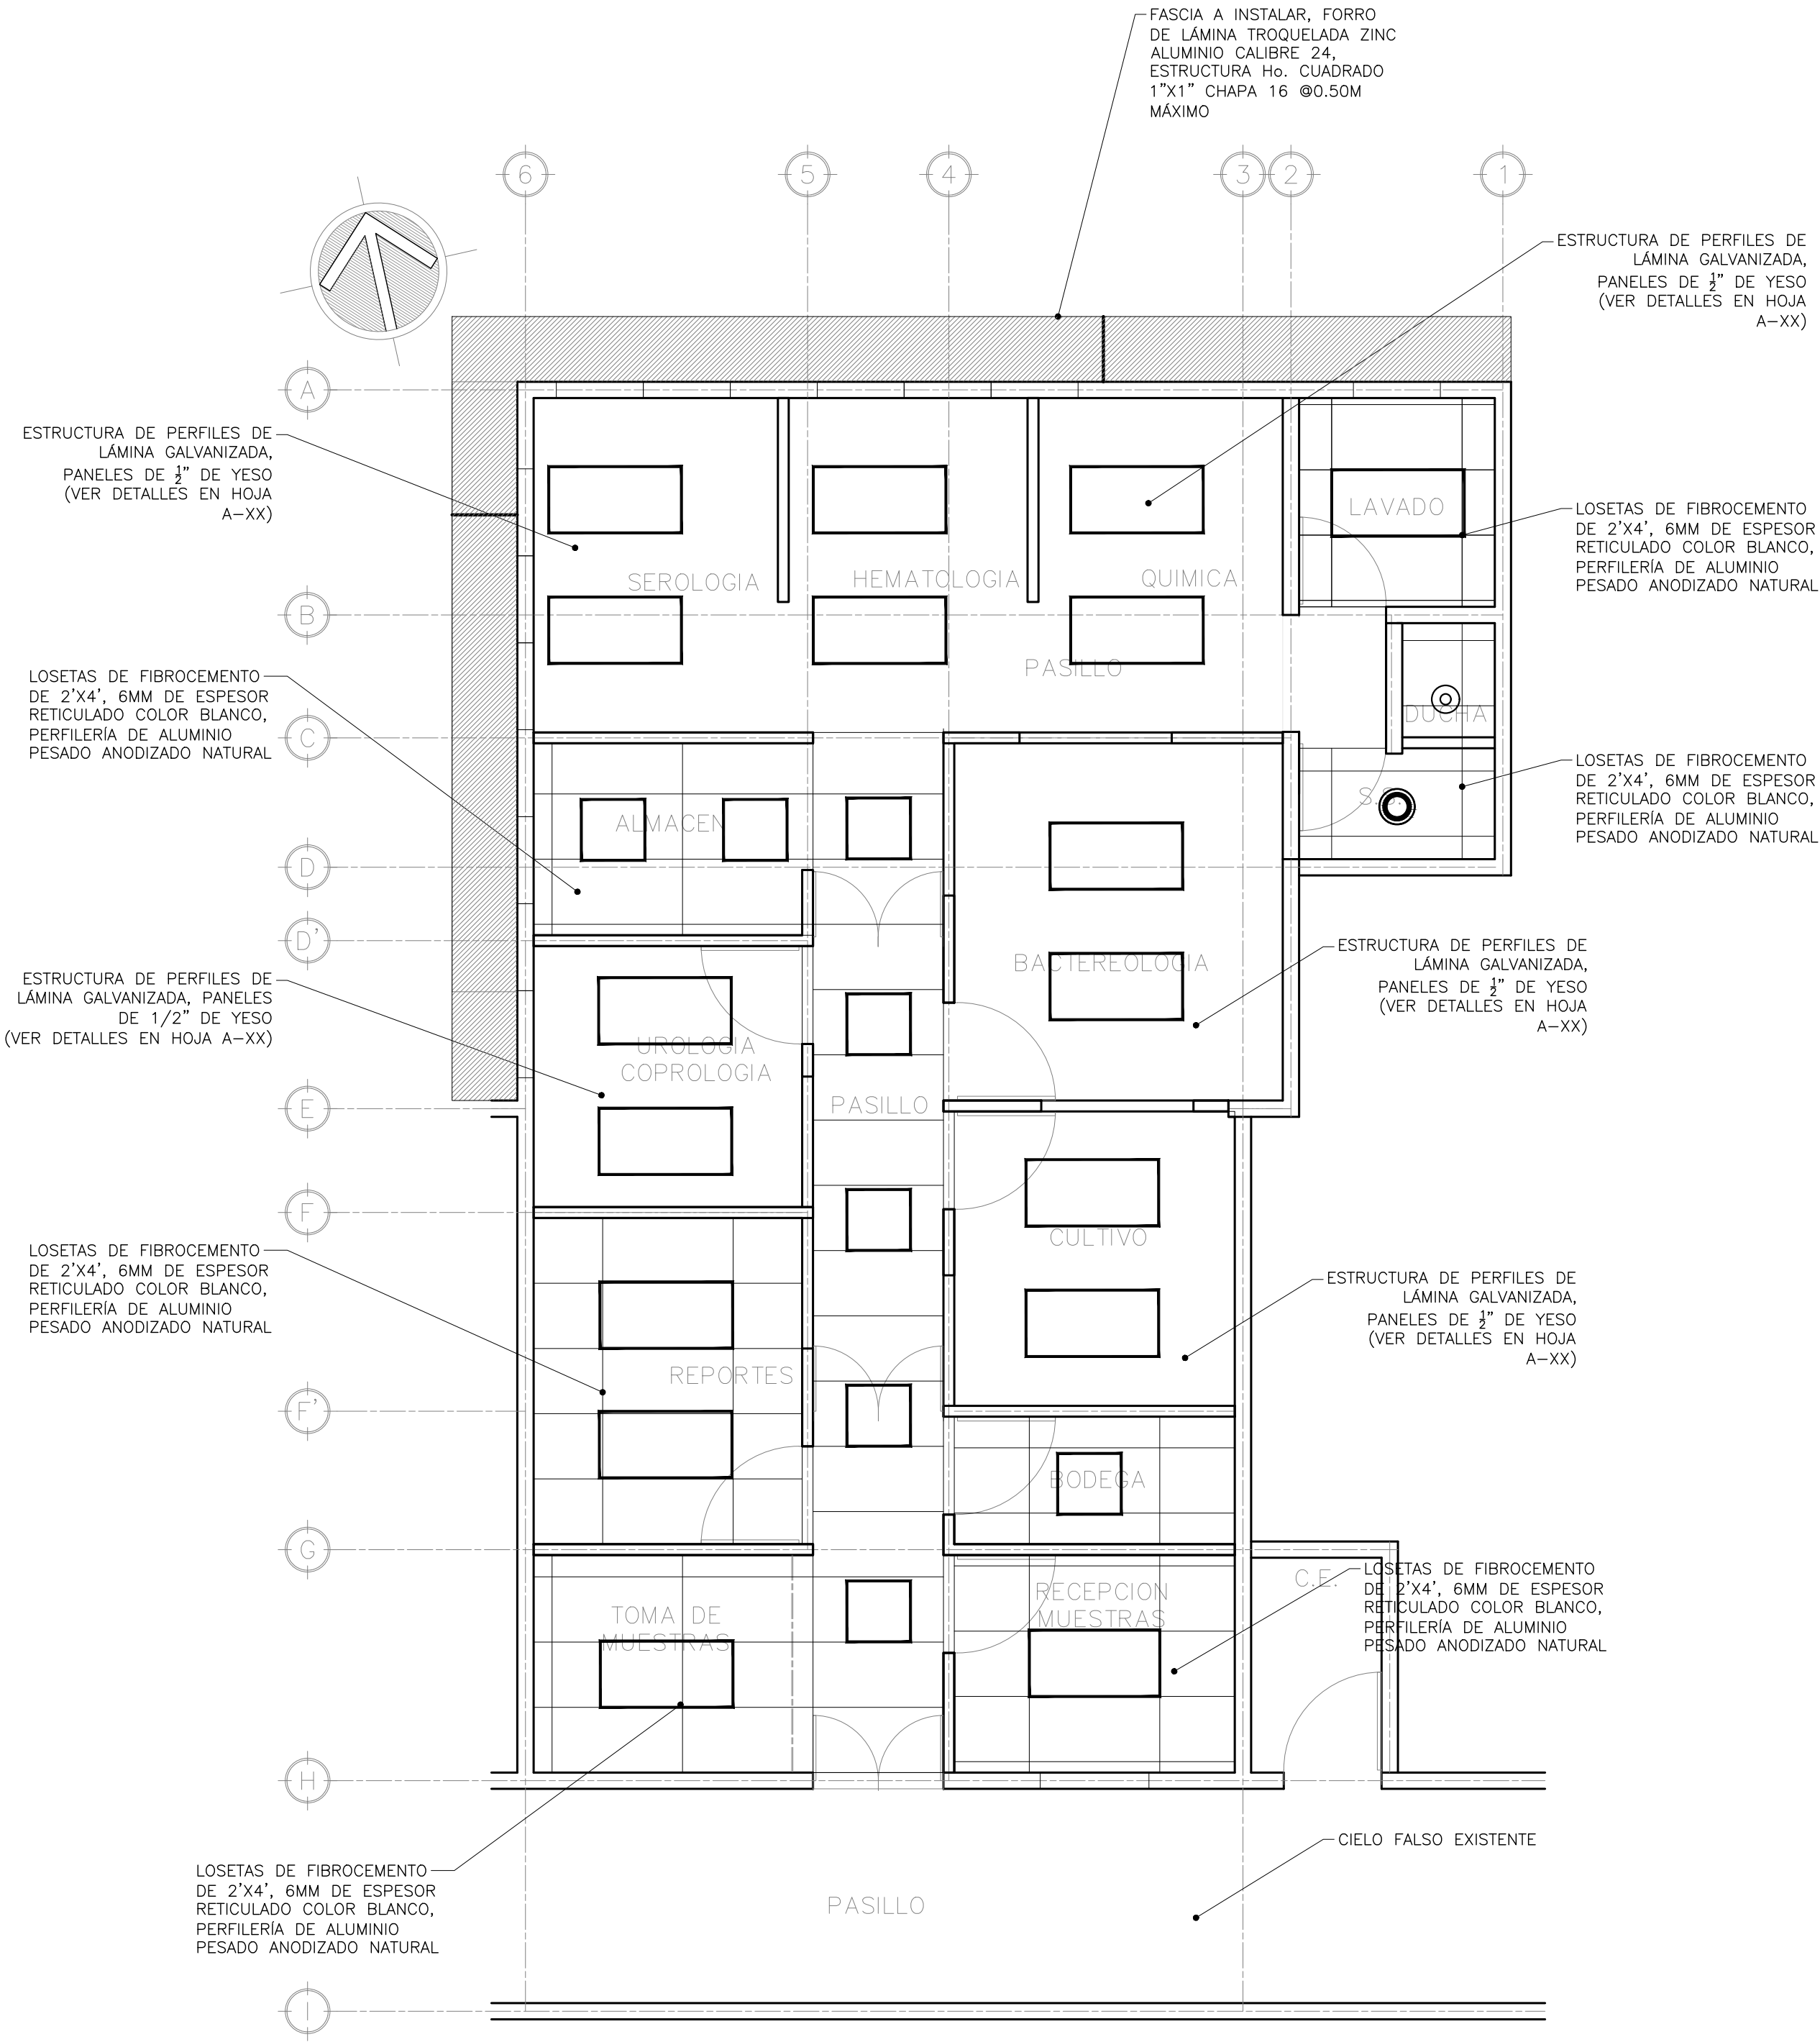 FASCIA A INSTALAR, FORRO
DE LÁMINA TROQUELADA ZINC
ALUMINIO CALIBRE 24,
ESTRUCTURA Ho. CUADRADO
1"X1" CHAPA 16 @0.50M
MÁXIMO
6
5
4
3
2
1
ESTRUCTURA DE PERFILES DE
LÁMINA GALVANIZADA,
PANELES DE ½" DE YESO
(VER DETALLES EN HOJA
A-XX)
A
ESTRUCTURA DE PERFILES DE
LÁMINA GALVANIZADA,
PANELES DE ½" DE YESO
(VER DETALLES EN HOJA
A-XX)
LAVADO
LOSETAS DE FIBROCEMENTO
DE 2'X4', 6MM DE ESPESOR
RETICULADO COLOR BLANCO,
PERFILERÍA DE ALUMINIO
PESADO ANODIZADO NATURAL
SEROLOGIA
HEMATOLOGIA
QUIMICA
B
PASILLO
LOSETAS DE FIBROCEMENTO
DE 2'X4', 6MM DE ESPESOR
RETICULADO COLOR BLANCO,
PERFILERÍA DE ALUMINIO
PESADO ANODIZADO NATURAL
DUCHA
C
LOSETAS DE FIBROCEMENTO
DE 2'X4', 6MM DE ESPESOR
RETICULADO COLOR BLANCO,
PERFILERÍA DE ALUMINIO
PESADO ANODIZADO NATURAL
S.S.
ALMACEN
D
D'
BACTEREOLOGIA
ESTRUCTURA DE PERFILES DE
LÁMINA GALVANIZADA,
PANELES DE ½" DE YESO
(VER DETALLES EN HOJA
A-XX)
ESTRUCTURA DE PERFILES DE
LÁMINA GALVANIZADA, PANELES
DE 1/2" DE YESO
(VER DETALLES EN HOJA A-XX)
UROLOGIA
COPROLOGIA
PASILLO
E
F
CULTIVO
LOSETAS DE FIBROCEMENTO
DE 2'X4', 6MM DE ESPESOR
RETICULADO COLOR BLANCO,
PERFILERÍA DE ALUMINIO
PESADO ANODIZADO NATURAL
ESTRUCTURA DE PERFILES DE
LÁMINA GALVANIZADA,
PANELES DE ½" DE YESO
(VER DETALLES EN HOJA
A-XX)
REPORTES
F'
BODEGA
G
C.E.
LOSETAS DE FIBROCEMENTO
DE 2'X4', 6MM DE ESPESOR
RETICULADO COLOR BLANCO,
PERFILERÍA DE ALUMINIO
PESADO ANODIZADO NATURAL
RECEPCION
MUESTRAS
TOMA DE
MUESTRAS
H
CIELO FALSO EXISTENTE
LOSETAS DE FIBROCEMENTO
DE 2'X4', 6MM DE ESPESOR
RETICULADO COLOR BLANCO,
PERFILERÍA DE ALUMINIO
PESADO ANODIZADO NATURAL
PASILLO
I